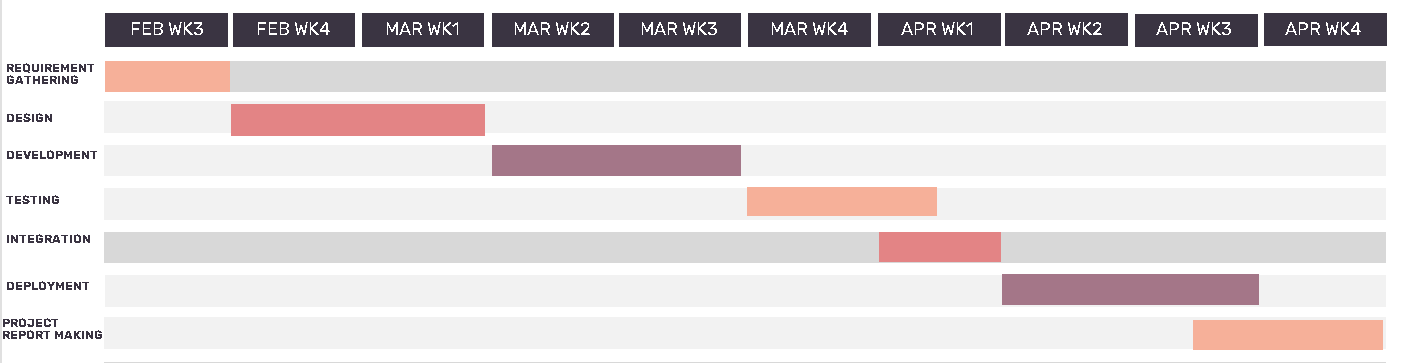 FEB WK3 FEB WK4 MAR WK1 MAR WK2 MAR WK3 MAR WK4 APR WK1 APR WK2 APR WK3 APR WK4
REQUIREMENT
GATHERING
DESIGN
DEVELOPMENT
TESTING
INTEGRATION
DEPLOYMENT
PROJECT
REPORT MAKING